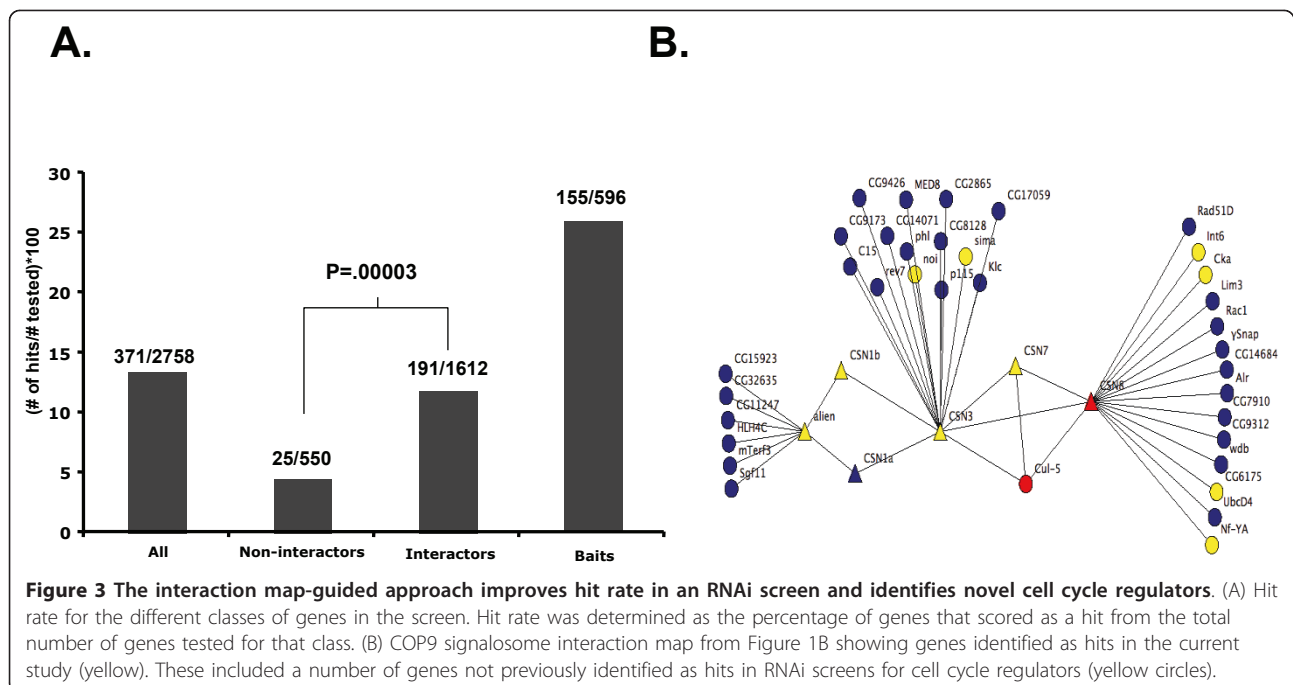 A.
B.
(# of hits/# tested)*100
30
25
20
15
10
5
0
371/2758
25/550
P=.00003
191/1612
155/596
All
Non-interactors
Interactors
Baits
CG9426
MED8
CG2865
CG17059
CG9173
CG14071
CG8128
C15
phl
sima
rev7
noi
p115
Klc
Rad51D
Int6
Cka
Lim3
Rac1
γSnap
CG14684
Alr
CG7910
CG9312
wdb
CG6175
UbcD4
Nf-YA
CG15923
CG32635
CG11247
HLH4C
mTerf3
Sgf11
CSN1b
alien
CSN1a
CSN3
CSN7
CSN8
Cul-5
Figure 3 The interaction map-guided approach improves hit rate in an RNAi screen and identifies novel cell cycle regulators. (A) Hit
rate for the different classes of genes in the screen. Hit rate was determined as the percentage of genes that scored as a hit from the total
number of genes tested for that class. (B) COP9 signalosome interaction map from Figure 1B showing genes identified as hits in the current
study (yellow). These included a number of genes not previously identified as hits in RNAi screens for cell cycle regulators (yellow circles).